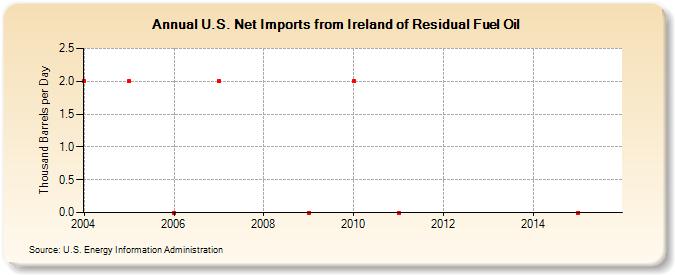 Annual U.S. Net Imports from Ireland of Residual Fuel Oil
Thousand Barrels per Day
2.5
2.0
1.5
1.0
0.5
0.0
2004 2006 2008 2010 2012 2014
Source: U.S. Energy Information Administration